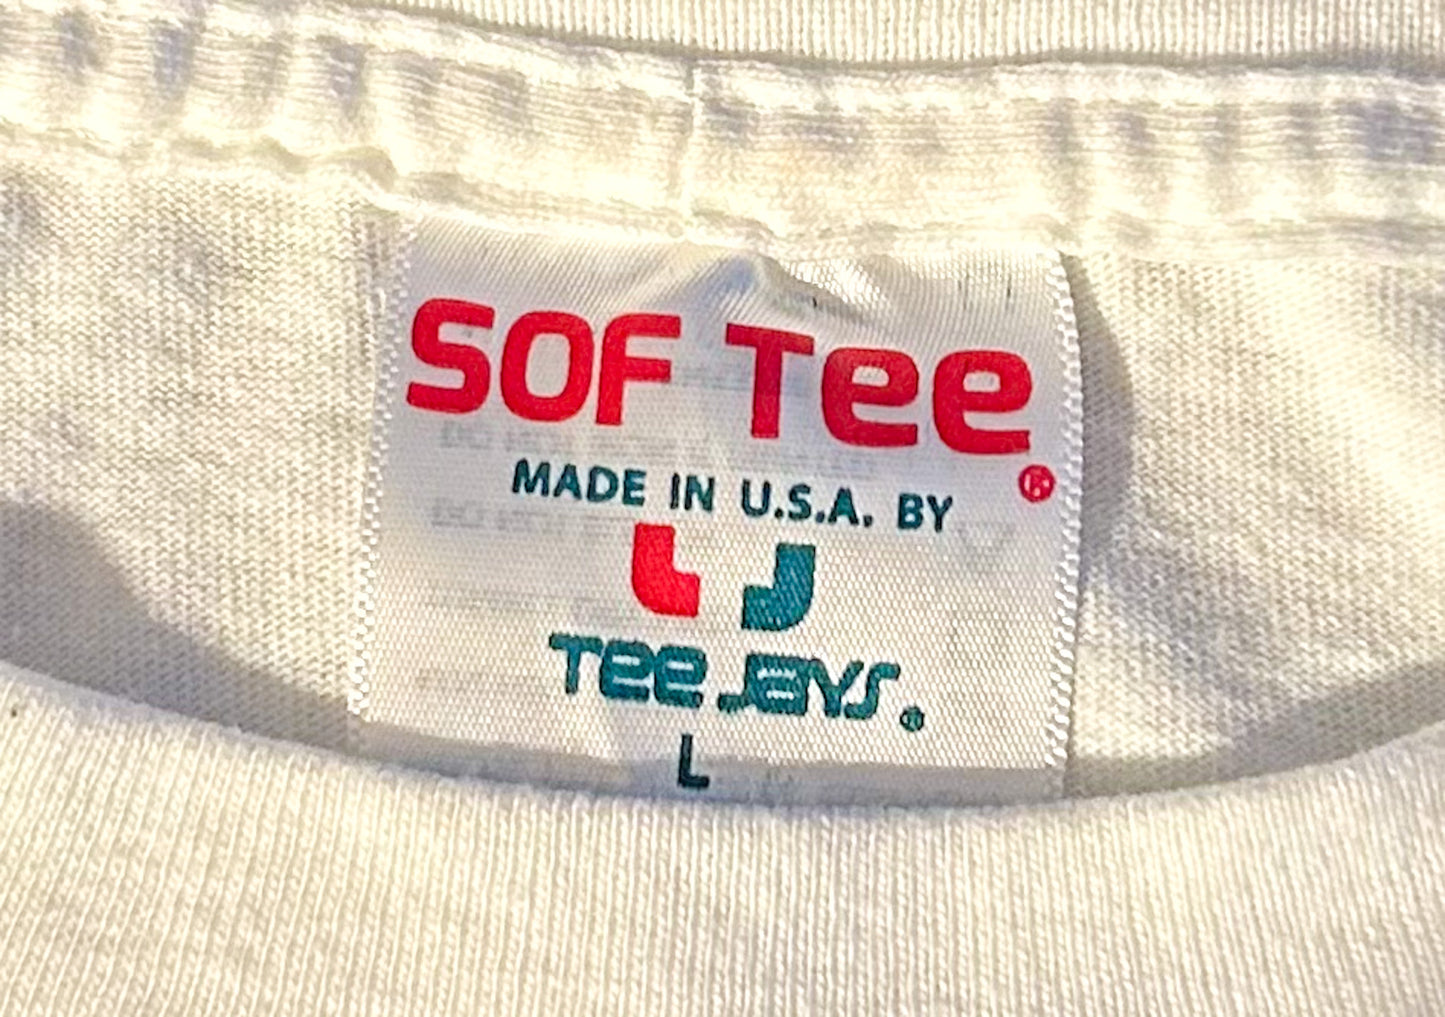 SOF Tee®
MADE IN U.S.A. BY
Tee JAYS®
L